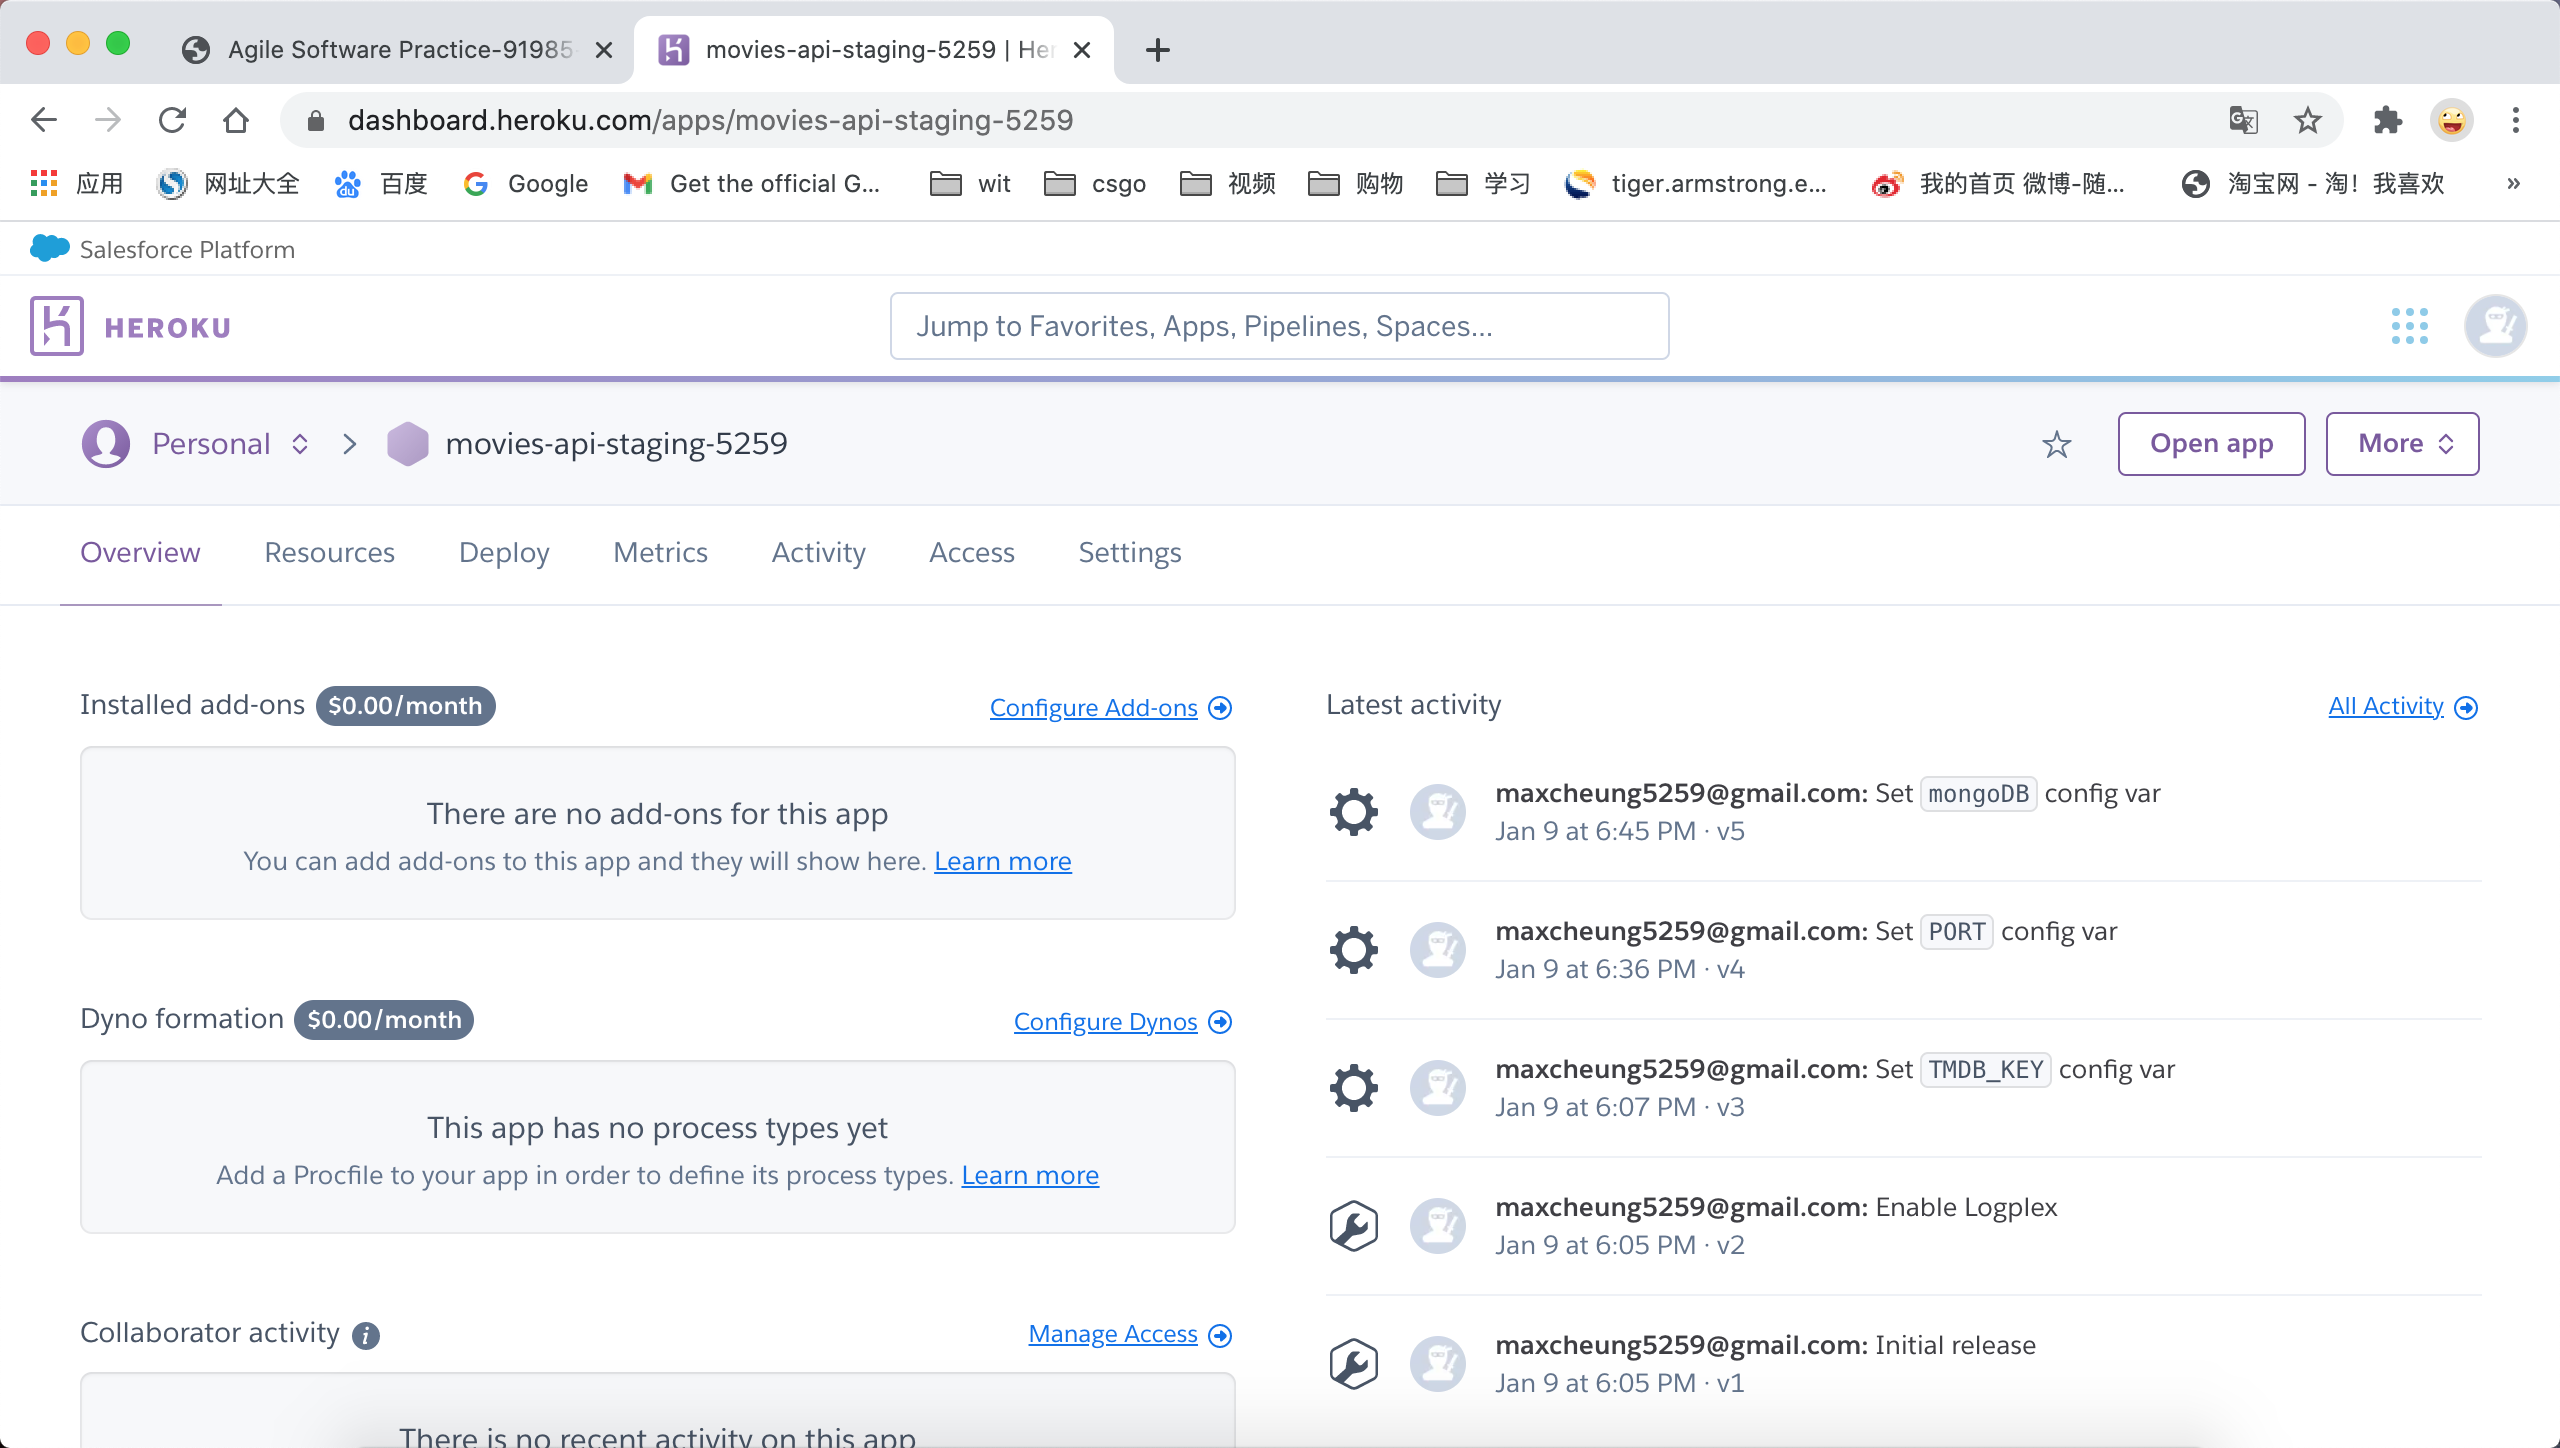 Agile Software Practice-91985
movies-api-staging-5259 | Her
dashboard.heroku.com/apps/movies-api-staging-5259
应用
网址大全
百度
Google
Get the official G...
wit
csgo
视频
购物
学习
tiger.armstrong.e...
我的首页 微博-随...
淘宝网 - 淘！我喜欢
»
Salesforce Platform
HEROKU
Jump to Favorites, Apps, Pipelines, Spaces...
Personal
movies-api-staging-5259
Open app
More
Overview
Resources
Deploy
Metrics
Activity
Access
Settings
Installed add-ons $0.00/month
Configure Add-ons
There are no add-ons for this app
You can add add-ons to this app and they will show here. Learn more
Dyno formation $0.00/month
Configure Dynos
This app has no process types yet
Add a Procfile to your app in order to define its process types. Learn more
Collaborator activity
Manage Access
There is no recent activity on this app
Latest activity
All Activity
maxcheung5259@gmail.com: Set mongoDB config var
Jan 9 at 6:45 PM · v5
maxcheung5259@gmail.com: Set PORT config var
Jan 9 at 6:36 PM · v4
maxcheung5259@gmail.com: Set TMDB_KEY config var
Jan 9 at 6:07 PM · v3
maxcheung5259@gmail.com: Enable Logplex
Jan 9 at 6:05 PM · v2
maxcheung5259@gmail.com: Initial release
Jan 9 at 6:05 PM · v1